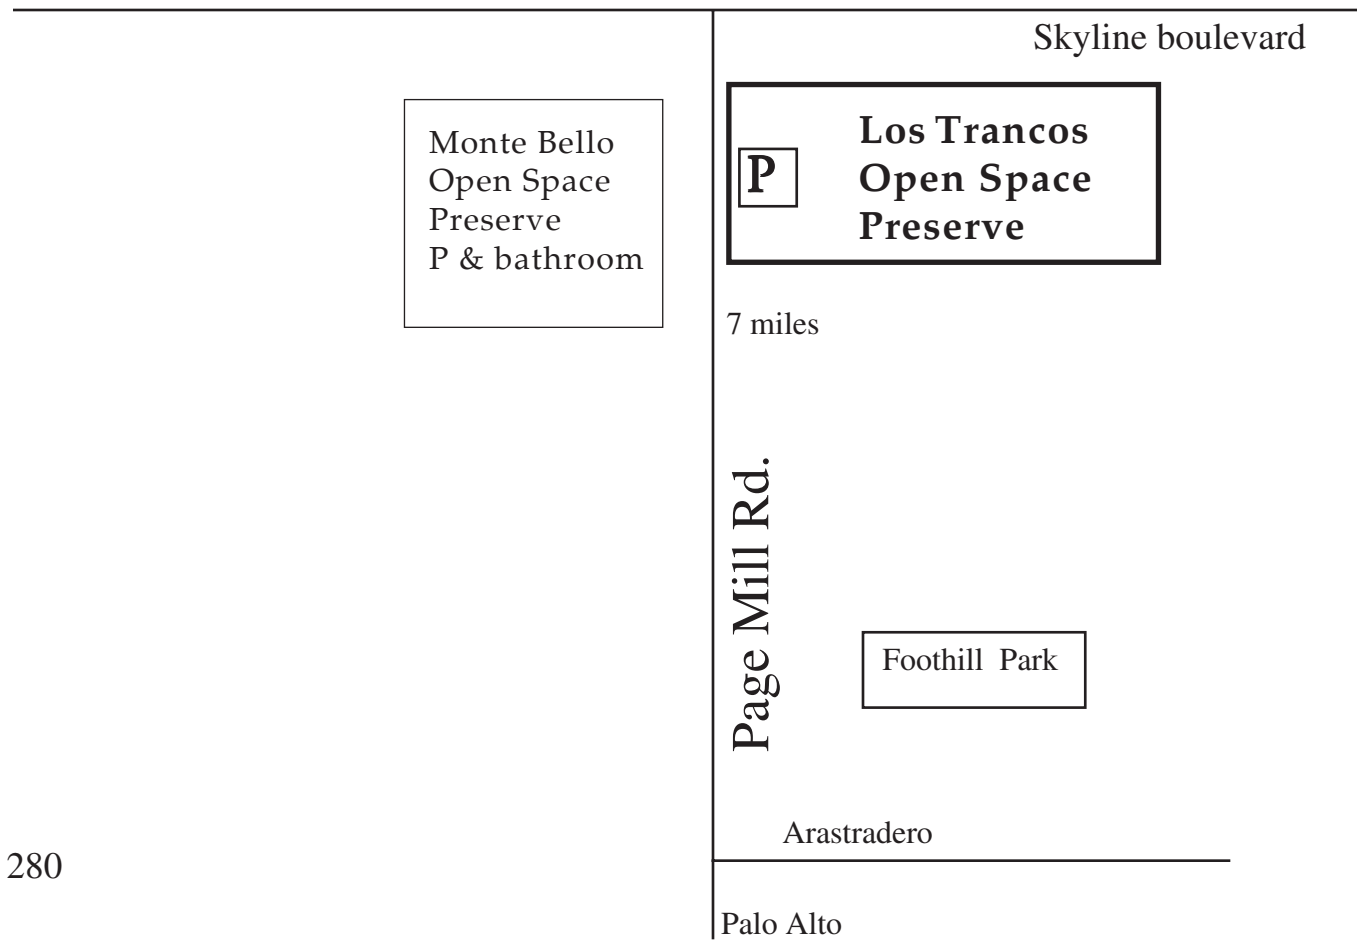 Skyline boulevard
Monte Bello
Open Space
Preserve
P & bathroom
P
Los Trancos
Open Space
Preserve
7 miles
Page Mill Rd.
Foothill Park
Arastradero
280
Palo Alto